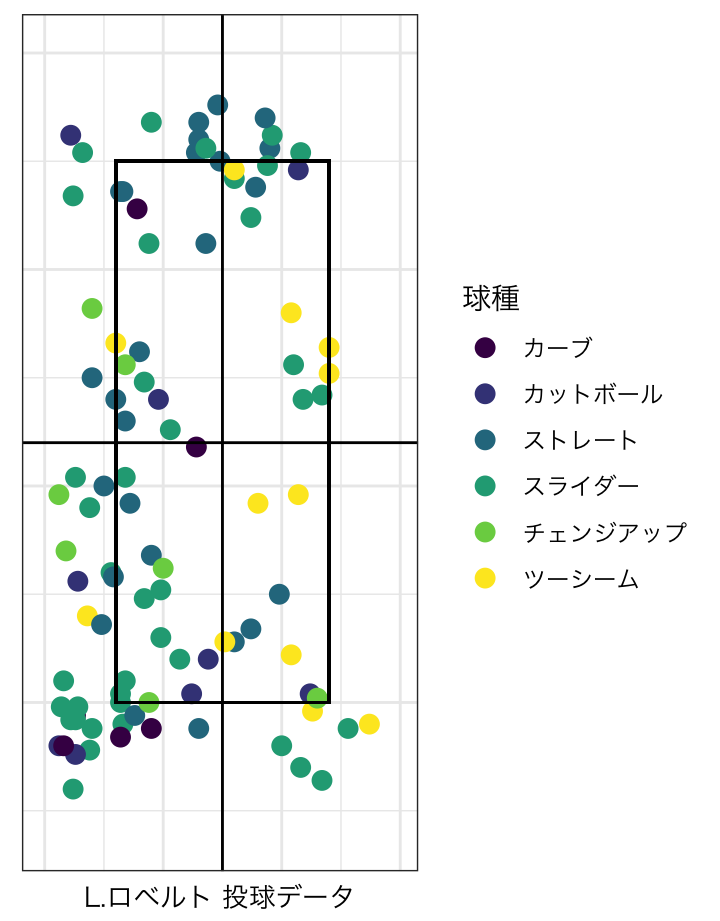 球種
カーブ
カットボール
ストレート
スライダー
チェンジアップ
ツーシーム
L.ロベルト 投球データ